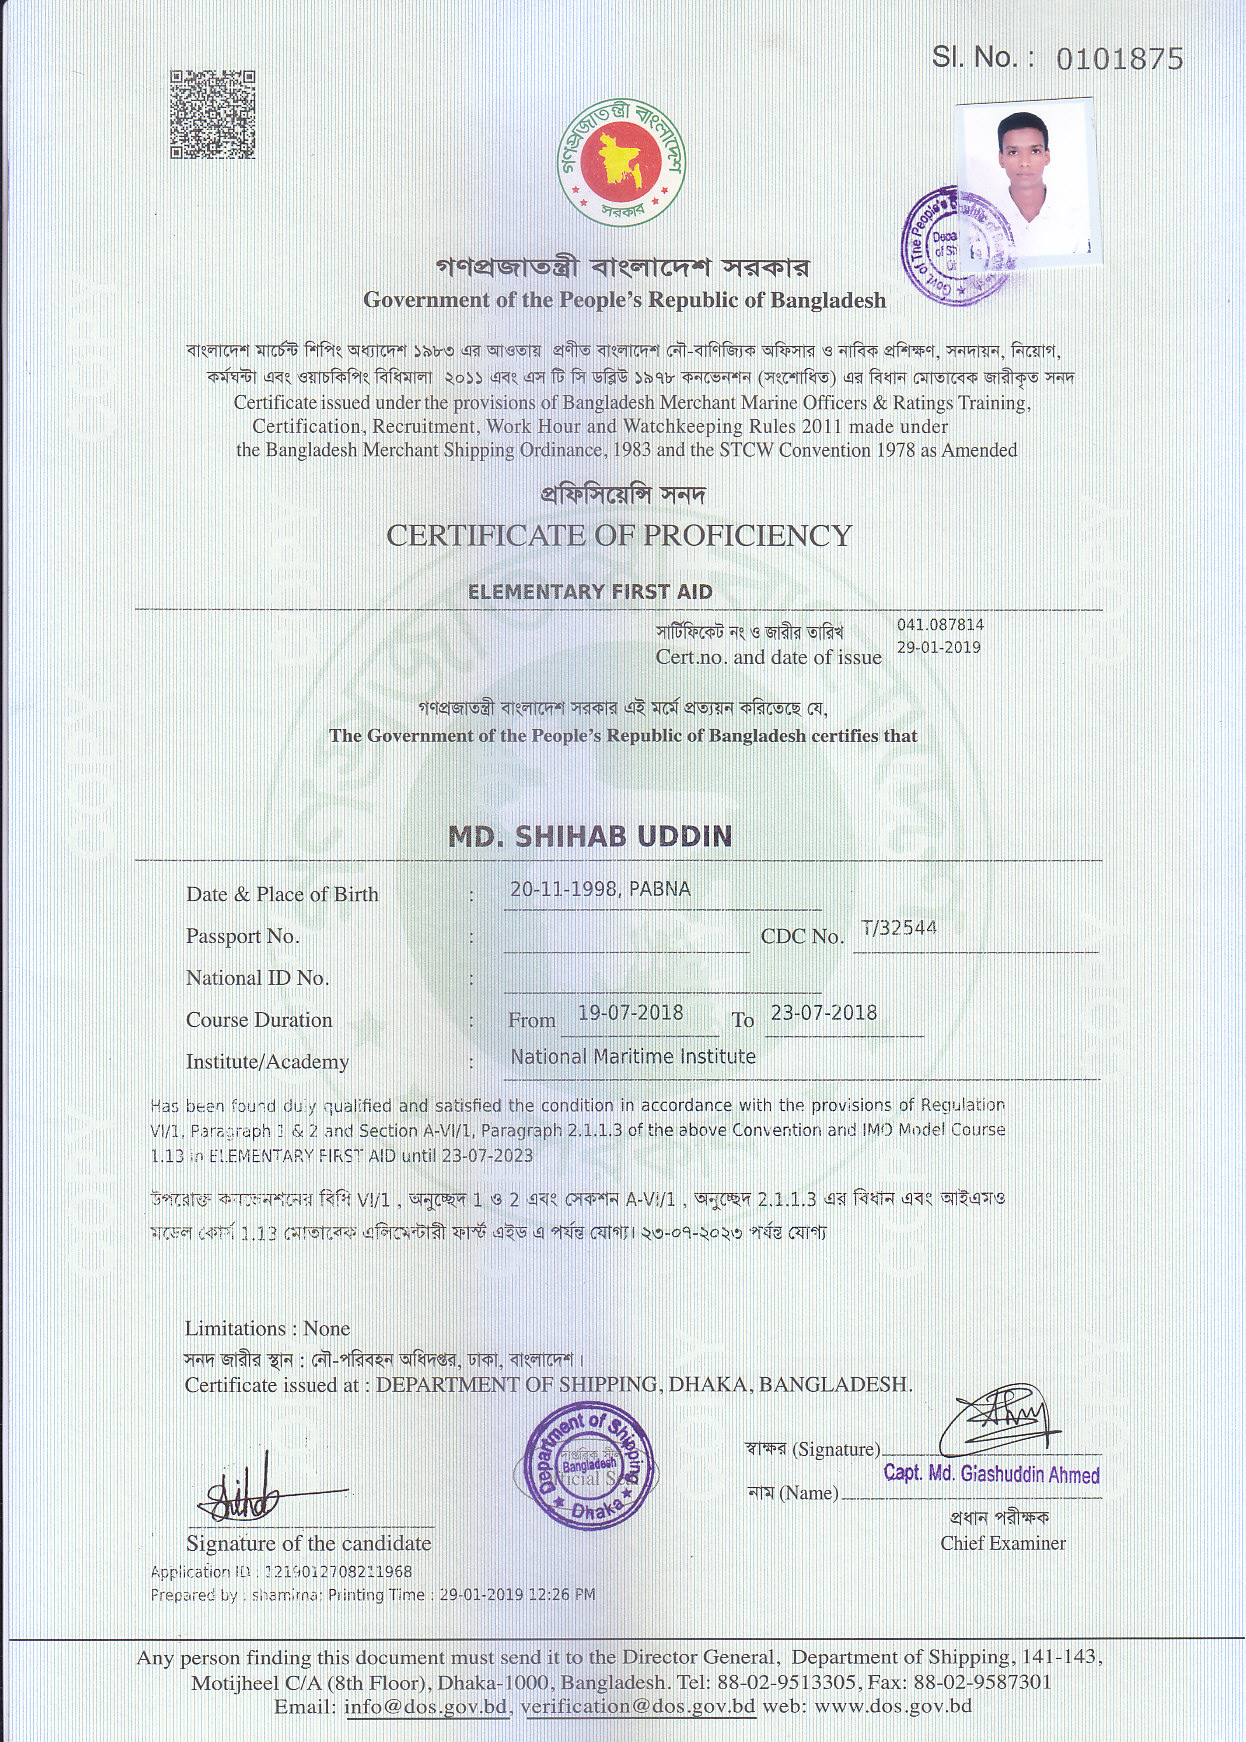 Sl. No. : 0101875
গণপ্রজাতন্ত্রী বাংলাদেশ
সরকার
গণপ্রজাতন্ত্রী বাংলাদেশ সরকার
Government of the People's Republic of Bangladesh
বাংলাদেশ মার্চেন্ট শিপিং অধ্যাদেশ ১৯৮৩ এর আওতায় প্রণীত বাংলাদেশ নৌ-বাণিজ্যিক অফিসার ও নাবিক প্রশিক্ষণ, সনদায়ন, নিয়োগ,
কর্মঘন্টা এবং ওয়াচকিপিং বিধিমালা ২০১১ এবং এস টি সি ডব্লিউ ১৯৭৮ কনভেনশন (সংশোধিত) এর বিধান মোতাবেক জারীকৃত সনদ
Certificate issued under the provisions of Bangladesh Merchant Marine Officers & Ratings Training,
Certification, Recruitment, Work Hour and Watchkeeping Rules 2011 made under
the Bangladesh Merchant Shipping Ordinance, 1983 and the STCW Convention 1978 as Amended
প্রফিসিয়েন্সি সনদ
CERTIFICATE OF PROFICIENCY
ELEMENTARY FIRST AID
সার্টিফিকেট নং ও জারীর তারিখ 041.087814
Cert.no. and date of issue 29-01-2019
গণপ্রজাতন্ত্রী বাংলাদেশ সরকার এই মর্মে প্রত্যয়ন করিতেছে যে,
The Government of the People's Republic of Bangladesh certifies that
MD. SHIHAB UDDIN
Date & Place of Birth : 20-11-1998, PABNA
Passport No. : CDC No. T/32544
National ID No. :
Course Duration : From 19-07-2018 To 23-07-2018
Institute/Academy : National Maritime Institute
Has been found duly qualified and satisfied the condition in accordance with the provisions of Regulation
VI/1, Paragraph 1 & 2 and Section A-VI/1, Paragraph 2.1.1.3 of the above Convention and IMO Model Course
1.13 in ELEMENTARY FIRST AID until 23-07-2023
উপরোক্ত কনভেনশনের বিধি VI/1 , অনুচ্ছেদ 1 ও 2 এবং সেকশন A-VI/1 , অনুচ্ছেদ 2.1.1.3 এর বিধান এবং আইএমও
মডেল কোর্স 1.13 মোতাবেক এলিমেন্টারী ফার্স্ট এইড এ পর্যন্ত যোগ্য। ২৩-০৭-২০২৩ পর্যন্ত যোগ্য
Limitations : None
সনদ জারীর স্থান : নৌ-পরিবহন অধিদপ্তর, ঢাকা, বাংলাদেশ।
Certificate issued at : DEPARTMENT OF SHIPPING, DHAKA, BANGLADESH.
Department of Shipping
Bangladesh
Dhaka
Shihab
স্বাক্ষর (Signature)
Capt. Md. Giashuddin Ahmed
নাম (Name)
প্রধান পরীক্ষক
Chief Examiner
Signature of the candidate
Application ID : 1219012708211968
Prepared by : shamima; Printing Time : 29-01-2019 12:26 PM
Any person finding this document must send it to the Director General, Department of Shipping, 141-143,
Motijheel C/A (8th Floor), Dhaka-1000, Bangladesh. Tel: 88-02-9513305, Fax: 88-02-9587301
Email: info@dos.gov.bd, verification@dos.gov.bd web: www.dos.gov.bd